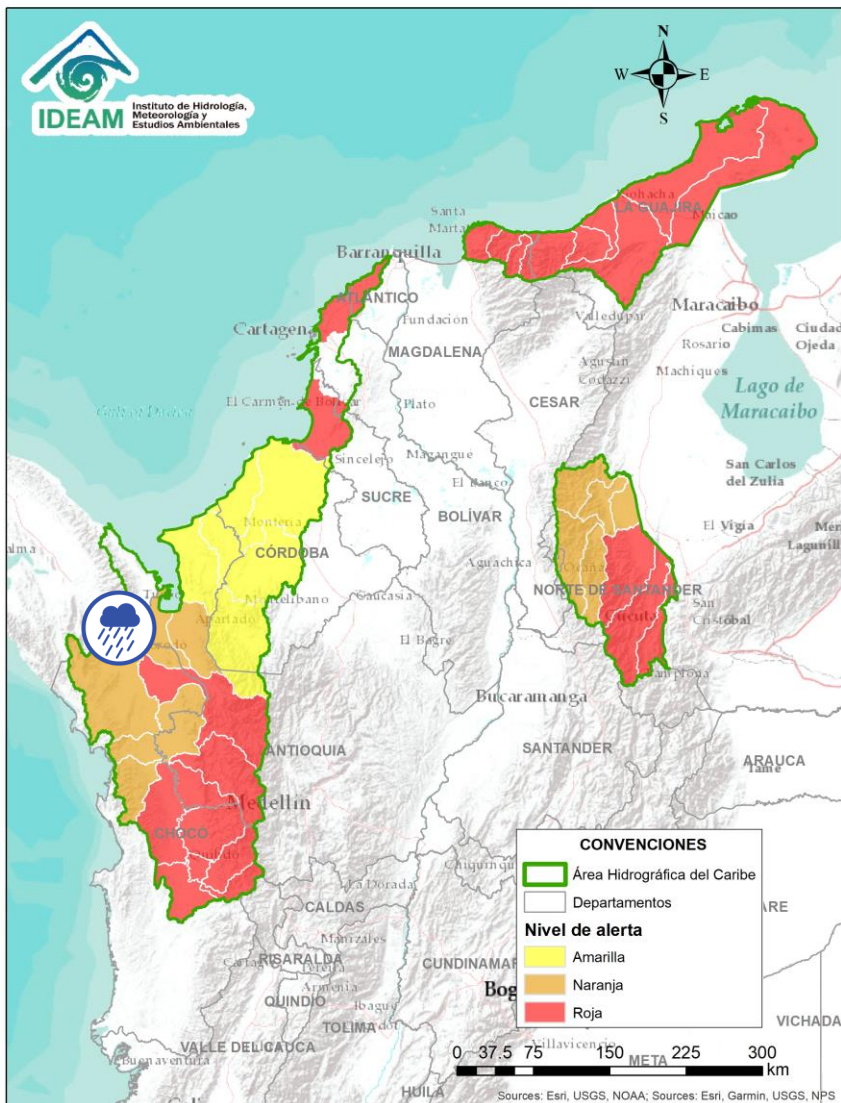 IDEAM
Instituto de Hidrología,
Meteorología y
Estudios Ambientales
N
W
E
S
LA GUAJIRA
Maicao
Santa
Marta
Barranquilla
ATLÁNTICO
Maracaibo
Cartagena
Fundación
Valledupar
Cabimas
Ciudad
Ojeda
Rosario
MAGDALENA
Machiques
Agustín
Codazzi
Lago de
Maracaibo
CESAR
El Carmen de Bolívar
Plato
Sincelejo
Magangué
San Carlos
del Zulia
El Banco
SUCRE
BOLÍVAR
Montería
El Vigía
CÓRDOBA
Aguachica
Ocaña
NORTE DE SANTANDER
Montelíbano
Caucasia
Apartadó
San
Cristóbal
Cúcuta
El Bagre
Pamplona
Bucaramanga
SANTANDER
ANTIOQUIA
ARAUCA
Tame
Medellín
CHOCÓ
Quibdó
La Dorada
CALDAS
Manizales
RISARALDA
Pereira
Armenia
QUINDÍO
Ibagué
TOLIMA
VALLE DEL CAUCA
Buenaventura
Villavicencio
META
VICHADA
HUILA
CONVENCIONES
Área Hidrográfica del Caribe
Departamentos
Nivel de alerta
Amarilla
Naranja
Roja
0 37.5 75 150 225 300
km
Sources: Esri, USGS, NOAA; Sources: Esri, Garmin, USGS, NPS